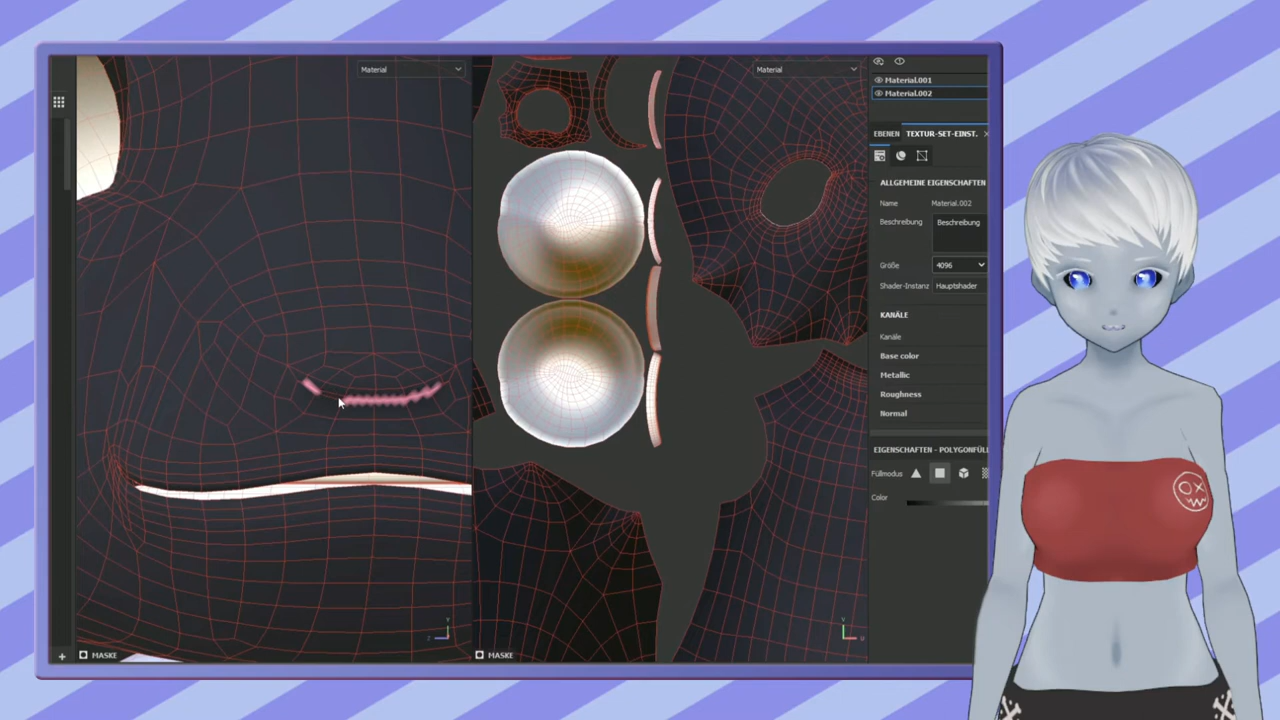 Material
Material
Material.001
Material.002
EBENEN
TEXTUR-SET-EINST.
ALLGEMEINE EIGENSCHAFTEN
Name
Material.002
Beschreibung
Beschreibung
Größe
4096
Shader-Instanz
Hauptshader
KANÄLE
Kanäle
Base color
Metallic
Roughness
Normal
EIGENSCHAFTEN - POLYGONFÜLL
Füllmodus
Color
MASKE
MASKE